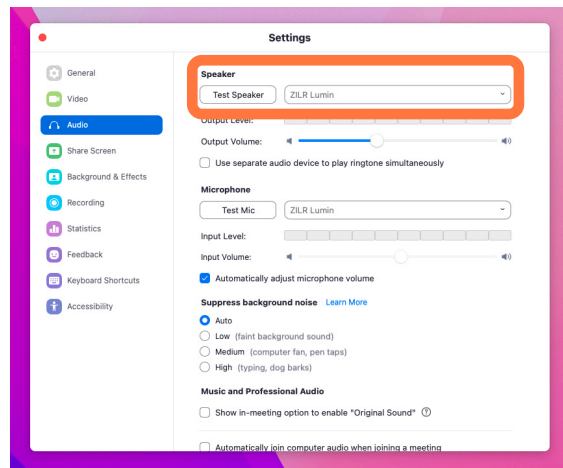 Settings
General
Video
Audio
Share Screen
Background & Effects
Recording
Statistics
Feedback
Keyboard Shortcuts
Accessibility
Speaker
Test Speaker ZILR Lumin
Output Level:
Output Volume:
Use separate audio device to play ringtone simultaneously
Microphone
Test Mic ZILR Lumin
Input Level:
Input Volume:
Automatically adjust microphone volume
Suppress background noise Learn More
Auto
Low (faint background sound)
Medium (computer fan, pen taps)
High (typing, dog barks)
Music and Professional Audio
Show in-meeting option to enable "Original Sound" ?
Automatically join computer audio when joining a meeting